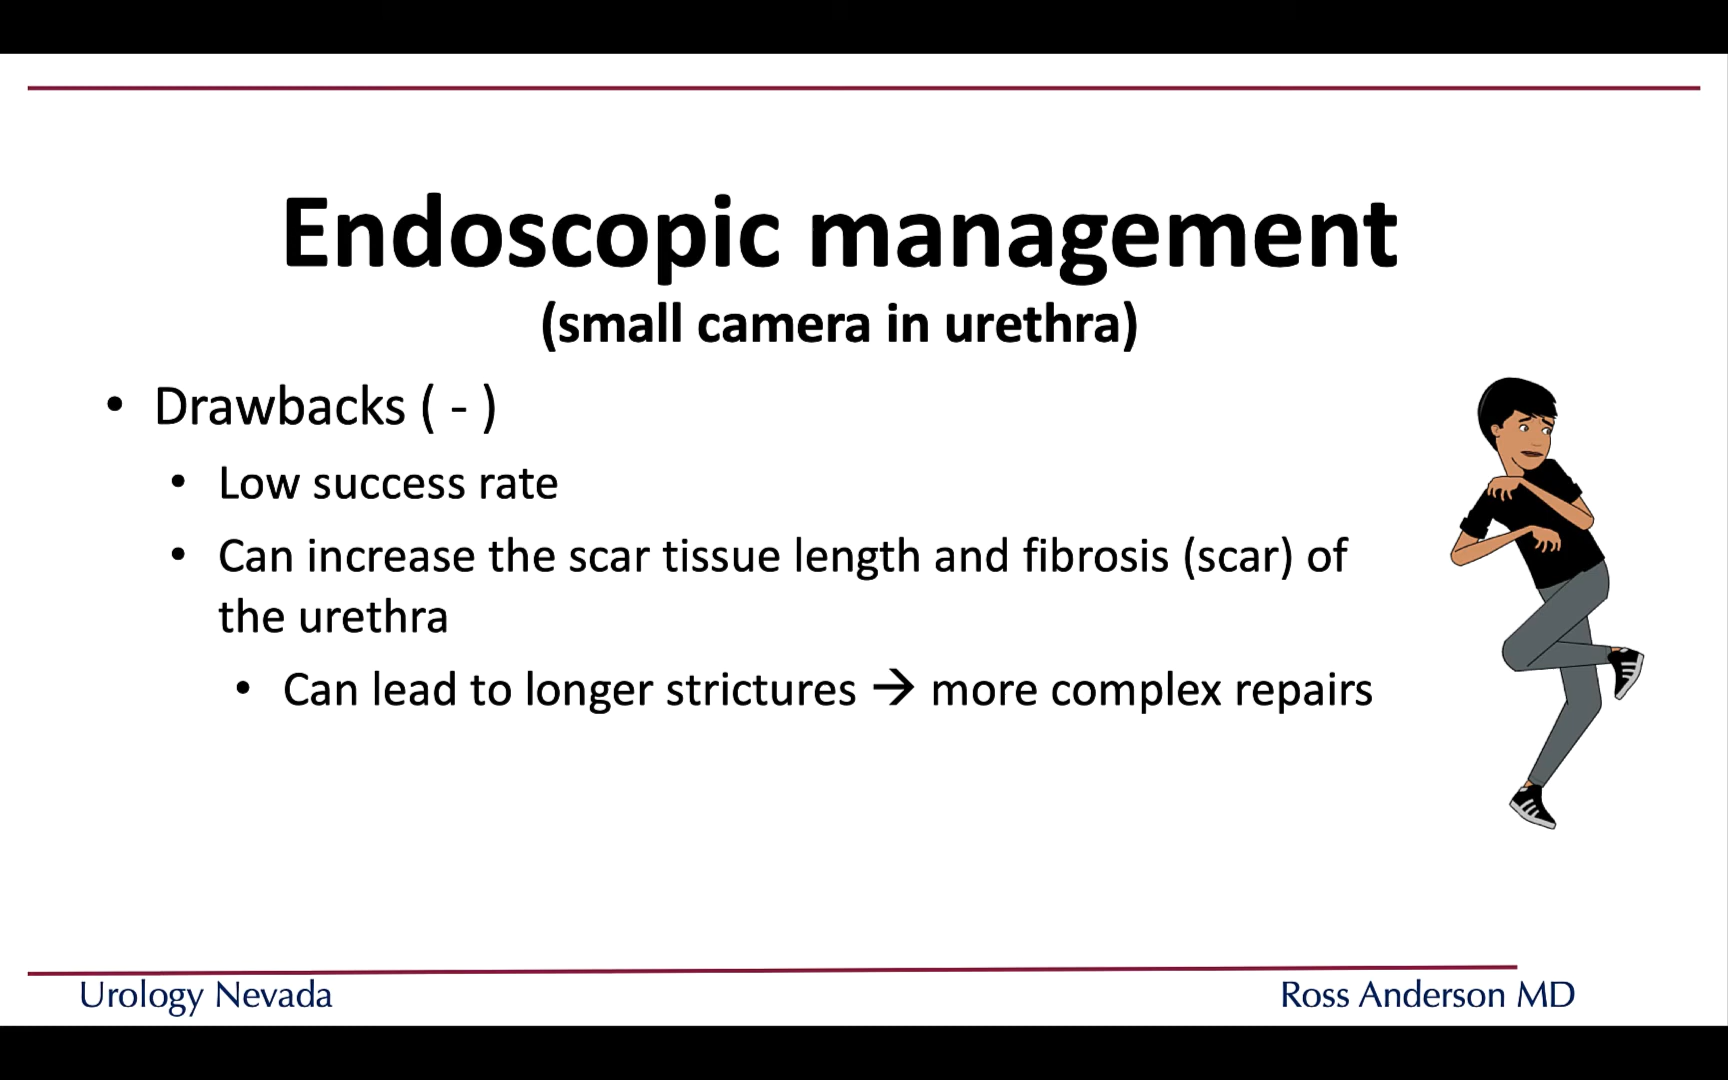 Endoscopic management
(small camera in urethra)
• Drawbacks ( - )
• Low success rate
• Can increase the scar tissue length and fibrosis (scar) of
the urethra
• Can lead to longer strictures → more complex repairs
Urology Nevada
Ross Anderson MD